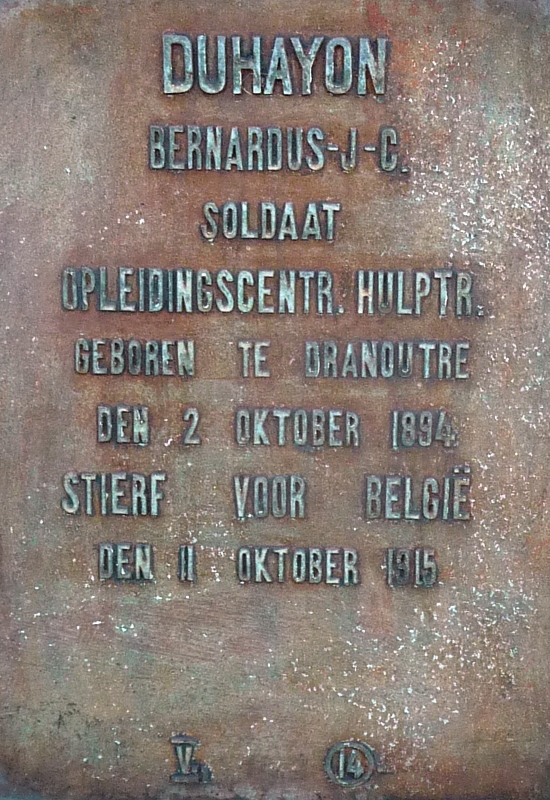 DUHAYON
BERNARDUS-J-C.
SOLDAAT
OPLEIDINGSCENTR. HULPTR.
GEBOREN TE DRANOUTRE
DEN 2 OKTOBER 1894.
STIERF VOOR BELGIË
DEN 11 OKTOBER 1915.
V. 14